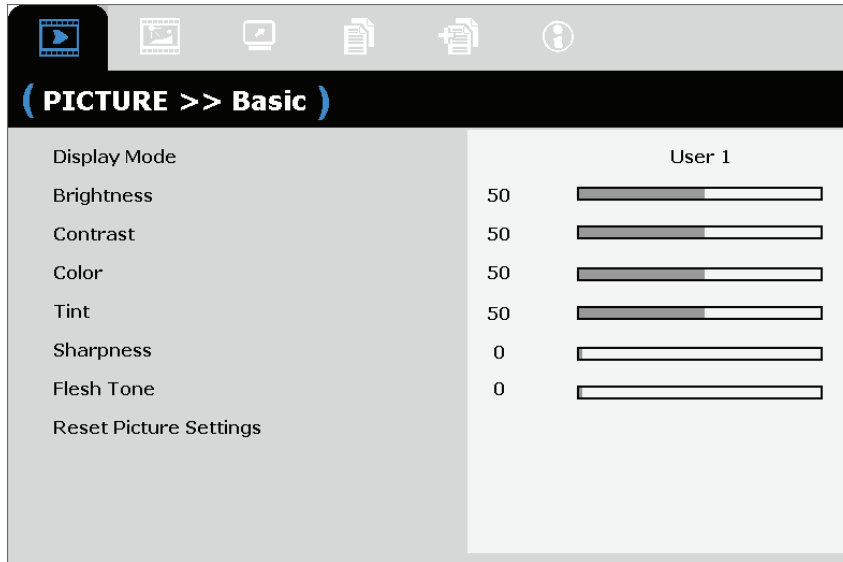 ( PICTURE >> Basic )
Display Mode User 1
Brightness 50
Contrast 50
Color 50
Tint 50
Sharpness 0
Flesh Tone 0
Reset Picture Settings